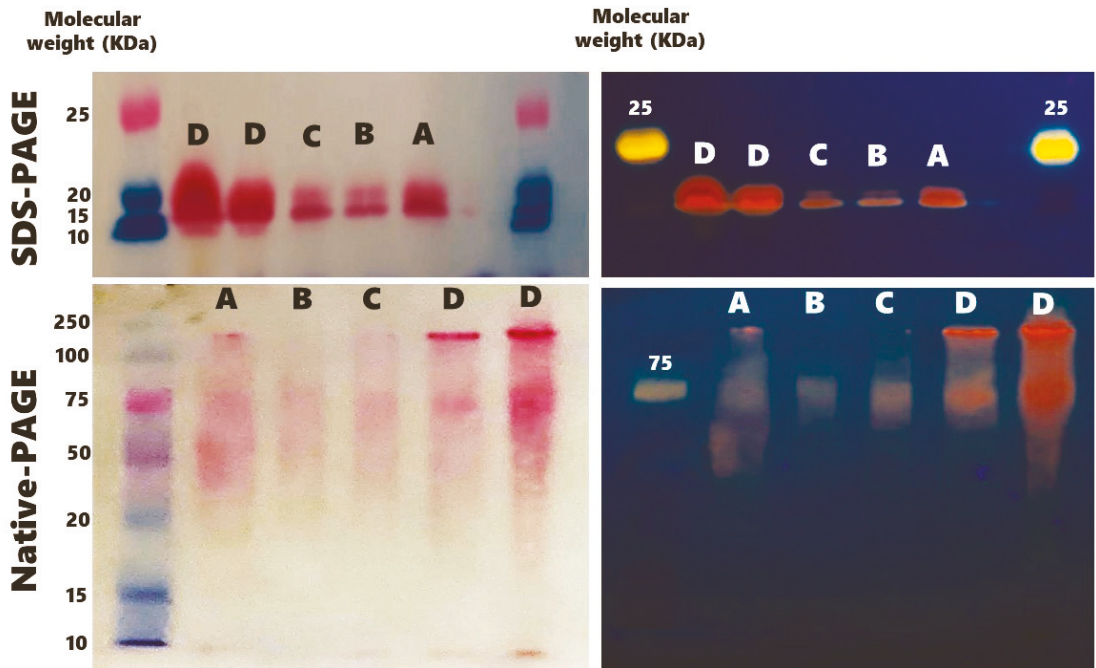 Molecular
weight (KDa)
Molecular
weight (KDa)
SDS-PAGE
25
20
15
10
D D C B A
25
D D C B A
25
Native-PAGE
250
100
75
50
20
15
10
A B C D D
75
A B C D D